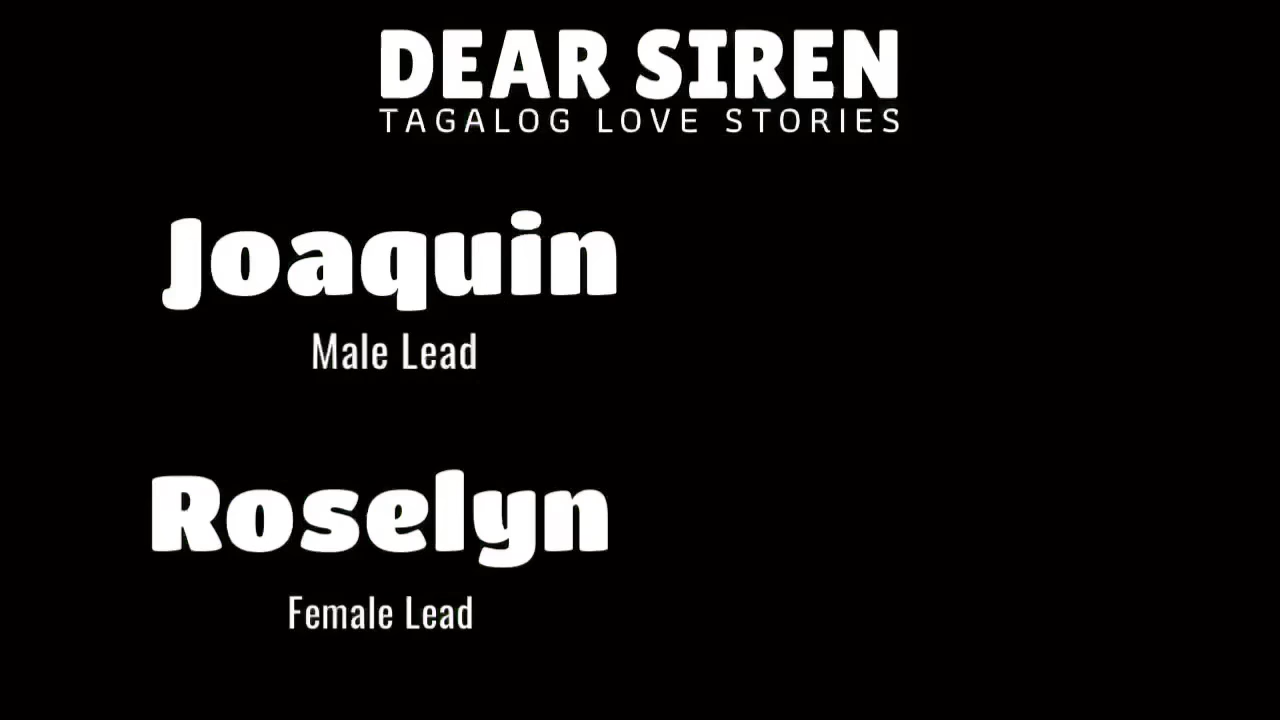 DEAR SIREN
TAGALOG LOVE STORIES
Joaquin
Male Lead
Roselyn
Female Lead